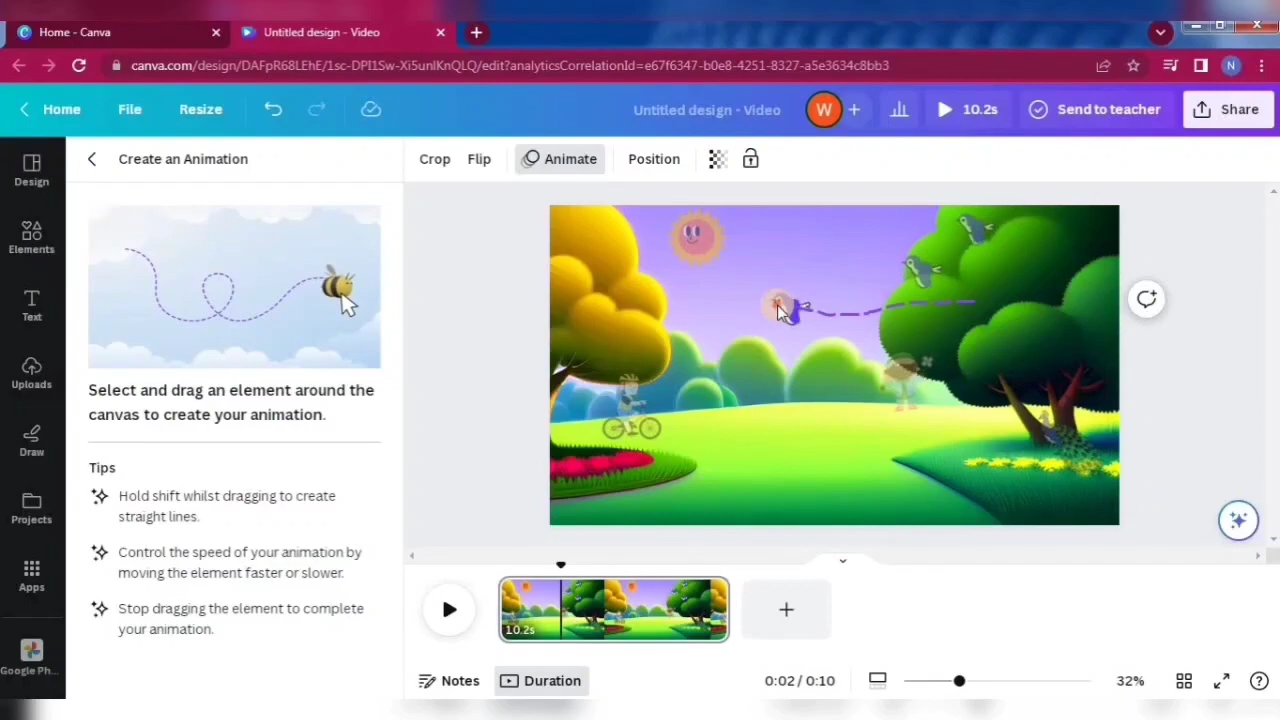 Home - Canva
Untitled design - Video
canva.com/design/DAFpR68LEhE/1sc-DPI1Sw-Xi5unlKnQLQ/edit?analyticsCorrelationId=e67f6347-b0e8-4251-8327-a5e3634c8bb3
N
Home
File
Resize
Untitled design - Video
W
10.2s
Send to teacher
Share
Design
Elements
Text
Uploads
Draw
Projects
Apps
Google Ph...
Create an Animation
Select and drag an element around the
canvas to create your animation.
Tips
Hold shift whilst dragging to create
straight lines.
Control the speed of your animation by
moving the element faster or slower.
Stop dragging the element to complete
your animation.
Crop
Flip
Animate
Position
10.2s
Notes
Duration
0:02 / 0:10
32%